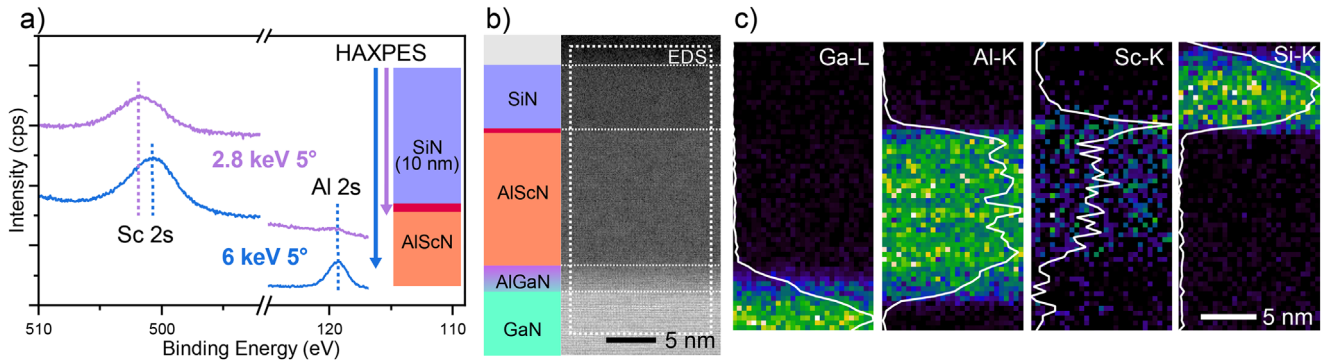 a)
HAXPES
Intensity (cps)
2.8 keV 5°
Sc 2s
6 keV 5°
Al 2s
SiN
(10 nm)
AlScN
510
500
120
110
Binding Energy (eV)
b)
EDS
SiN
AlScN
AlGaN
GaN
5 nm
c)
Ga-L
Al-K
Sc-K
Si-K
5 nm